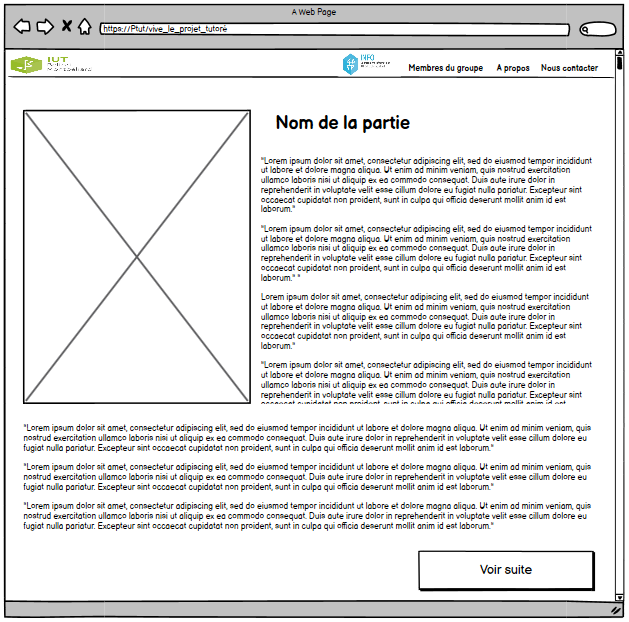 A Web Page
https://Ptut/vive_le_projet_tutoré
IUT
Montpellier
INFO
Membres du groupe
A propos
Nous contacter
Nom de la partie
"Lorem ipsum dolor sit amet, consectetur adipiscing elit, sed do eiusmod tempor incididunt
ut labore et dolore magna aliqua. Ut enim ad minim veniam, quis nostrud exercitation
ullamco laboris nisi ut aliquip ex ea commodo consequat. Duis aute irure dolor in
reprehenderit in voluptate velit esse cillum dolore eu fugiat nulla pariatur. Excepteur sint
occaecat cupidatat non proident, sunt in culpa qui officia deserunt mollit anim id est
laborum."
"Lorem ipsum dolor sit amet, consectetur adipiscing elit, sed do eiusmod tempor incididunt
ut labore et dolore magna aliqua. Ut enim ad minim veniam, quis nostrud exercitation
ullamco laboris nisi ut aliquip ex ea commodo consequat. Duis aute irure dolor in
reprehenderit in voluptate velit esse cillum dolore eu fugiat nulla pariatur. Excepteur sint
occaecat cupidatat non proident, sunt in culpa qui officia deserunt mollit anim id est
laborum." "
Lorem ipsum dolor sit amet, consectetur adipiscing elit, sed do eiusmod tempor incididunt
ut labore et dolore magna aliqua. Ut enim ad minim veniam, quis nostrud exercitation
ullamco laboris nisi ut aliquip ex ea commodo consequat. Duis aute irure dolor in
reprehenderit in voluptate velit esse cillum dolore eu fugiat nulla pariatur. Excepteur sint
occaecat cupidatat non proident, sunt in culpa qui officia deserunt mollit anim id est
laborum."
"Lorem ipsum dolor sit amet, consectetur adipiscing elit, sed do eiusmod tempor incididunt
ut labore et dolore magna aliqua. Ut enim ad minim veniam, quis nostrud exercitation
ullamco laboris nisi ut aliquip ex ea commodo consequat. Duis aute irure dolor in
reprehenderit in voluptate velit esse cillum dolore eu fugiat nulla pariatur. Excepteur sint
occaecat cupidatat non proident, sunt in culpa qui officia deserunt mollit anim id est
"Lorem ipsum dolor sit amet, consectetur adipiscing elit, sed do eiusmod tempor incididunt ut labore et dolore magna aliqua. Ut enim ad minim veniam, quis
nostrud exercitation ullamco laboris nisi ut aliquip ex ea commodo consequat. Duis aute irure dolor in reprehenderit in voluptate velit esse cillum dolore eu
fugiat nulla pariatur. Excepteur sint occaecat cupidatat non proident, sunt in culpa qui officia deserunt mollit anim id est laborum."
"Lorem ipsum dolor sit amet, consectetur adipiscing elit, sed do eiusmod tempor incididunt ut labore et dolore magna aliqua. Ut enim ad minim veniam, quis
nostrud exercitation ullamco laboris nisi ut aliquip ex ea commodo consequat. Duis aute irure dolor in reprehenderit in voluptate velit esse cillum dolore eu
fugiat nulla pariatur. Excepteur sint occaecat cupidatat non proident, sunt in culpa qui officia deserunt mollit anim id est laborum."
"Lorem ipsum dolor sit amet, consectetur adipiscing elit, sed do eiusmod tempor incididunt ut labore et dolore magna aliqua. Ut enim ad minim veniam, quis
nostrud exercitation ullamco laboris nisi ut aliquip ex ea commodo consequat. Duis aute irure dolor in reprehenderit in voluptate velit esse cillum dolore eu
fugiat nulla pariatur. Excepteur sint occaecat cupidatat non proident, sunt in culpa qui officia deserunt mollit anim id est laborum."
Voir suite